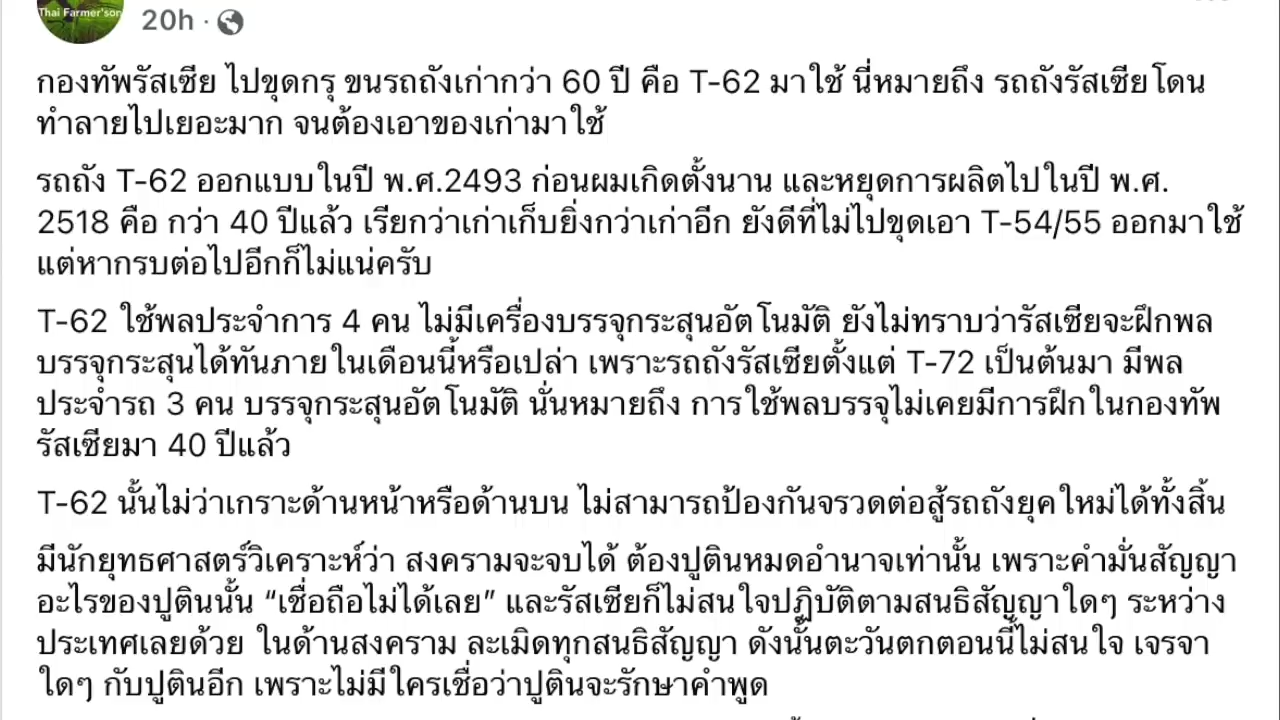 Thai Farmer'son
20h ·
กองทัพรัสเซีย ไปขุดกรุ ขนรถถังเก่ากว่า 60 ปี คือ T-62 มาใช้ นี่หมายถึง รถถังรัสเซียโดน
ทำลายไปเยอะมาก จนต้องเอาของเก่ามาใช้
รถถัง T-62 ออกแบบในปี พ.ศ.2493 ก่อนผมเกิดตั้งนาน และหยุดการผลิตไปในปี พ.ศ.
2518 คือ กว่า 40 ปีแล้ว เรียกว่าเก่าเก็บยิ่งกว่าเก่าอีก ยังดีที่ไม่ไปขุดเอา T-54/55 ออกมาใช้
แต่หากรบต่อไปอีกก็ไม่แน่ครับ
T-62 ใช้พลประจำการ 4 คน ไม่มีเครื่องบรรจุกระสุนอัตโนมัติ ยังไม่ทราบว่ารัสเซียจะฝึกพล
บรรจุกระสุนได้ทันภายในเดือนนี้หรือเปล่า เพราะรถถังรัสเซียตั้งแต่ T-72 เป็นต้นมา มีพล
ประจำรถ 3 คน บรรจุกระสุนอัตโนมัติ นั่นหมายถึง การใช้พลบรรจุไม่เคยมีการฝึกในกองทัพ
รัสเซียมา 40 ปีแล้ว
T-62 นั้นไม่ว่าเกราะด้านหน้าหรือด้านบน ไม่สามารถป้องกันจรวดต่อสู้รถถังยุคใหม่ได้ทั้งสิ้น
มีนักยุทธศาสตร์วิเคราะห์ว่า สงครามจะจบได้ ต้องปูตินหมดอำนาจเท่านั้น เพราะคำมั่นสัญญา
อะไรของปูตินนั้น “เชื่อถือไม่ได้เลย” และรัสเซียก็ไม่สนใจปฏิบัติตามสนธิสัญญาใดๆ ระหว่าง
ประเทศเลยด้วย ในด้านสงคราม ละเมิดทุกสนธิสัญญา ดังนั้นตะวันตกตอนนี้ไม่สนใจ เจรจา
ใดๆ กับปูตินอีก เพราะไม่มีใครเชื่อว่าปูตินจะรักษาคำพูด